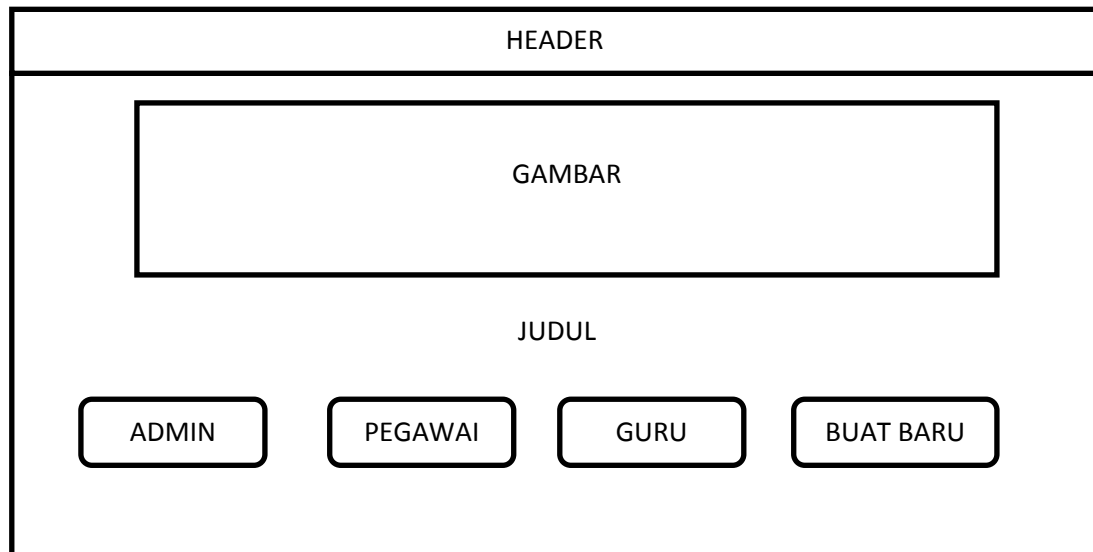 HEADER
GAMBAR
JUDUL
ADMIN PEGAWAI GURU BUAT BARU